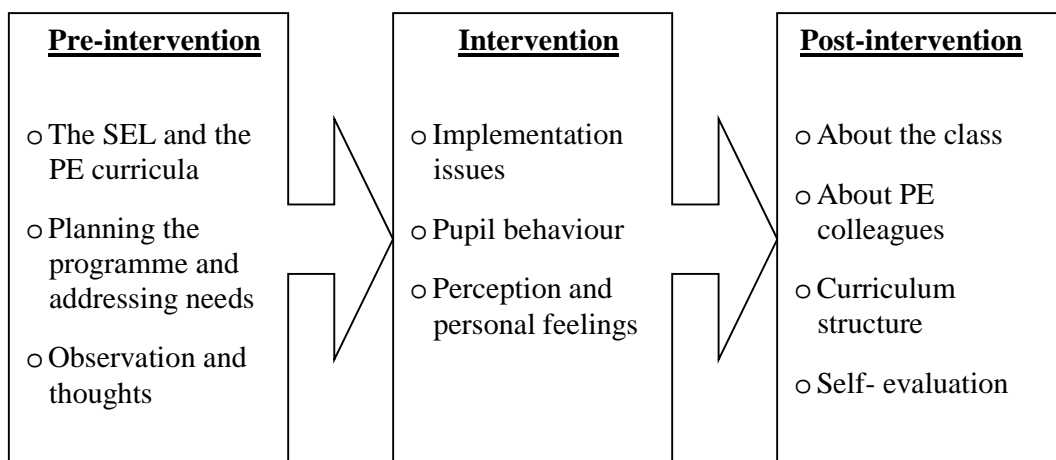 Pre-intervention
○ The SEL and the
PE curricula
○ Planning the
programme and
addressing needs
○ Observation and
thoughts
Intervention
○ Implementation
issues
○ Pupil behaviour
○ Perception and
personal feelings
Post-intervention
○ About the class
○ About PE
colleagues
○ Curriculum
structure
○ Self- evaluation